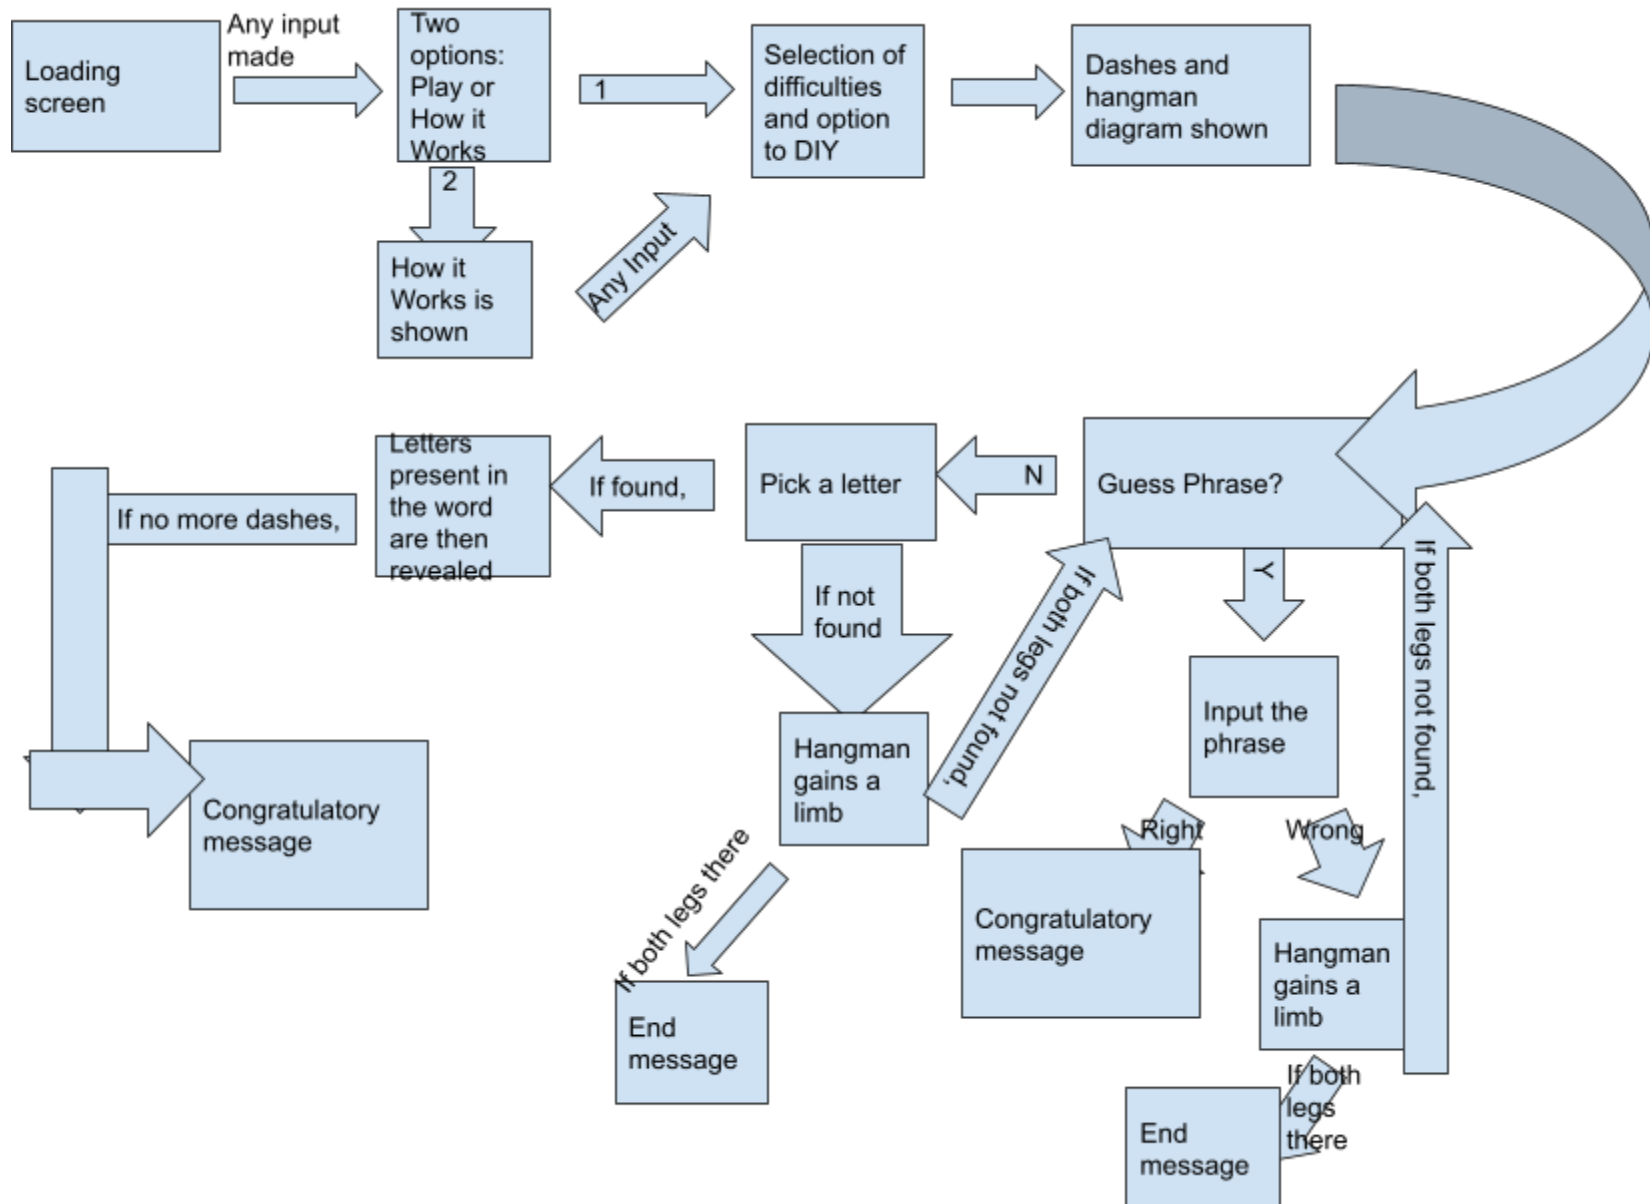 Loading
screen
Any input
made
Two
options:
Play or
How it
Works
1
Selection of
difficulties
and option
to DIY
Dashes and
hangman
diagram shown
2
How it
Works is
shown
Any Input
Guess Phrase?
N
Pick a letter
If found,
Letters
present in
the word
are then
revealed
If no more dashes,
Congratulatory
message
If not
found
Hangman
gains a
limb
If both legs not found,
If both legs there
End
message
Y
Input the
phrase
Right
Wrong
Congratulatory
message
Hangman
gains a
limb
If both legs not found,
If both
legs
there
End
message